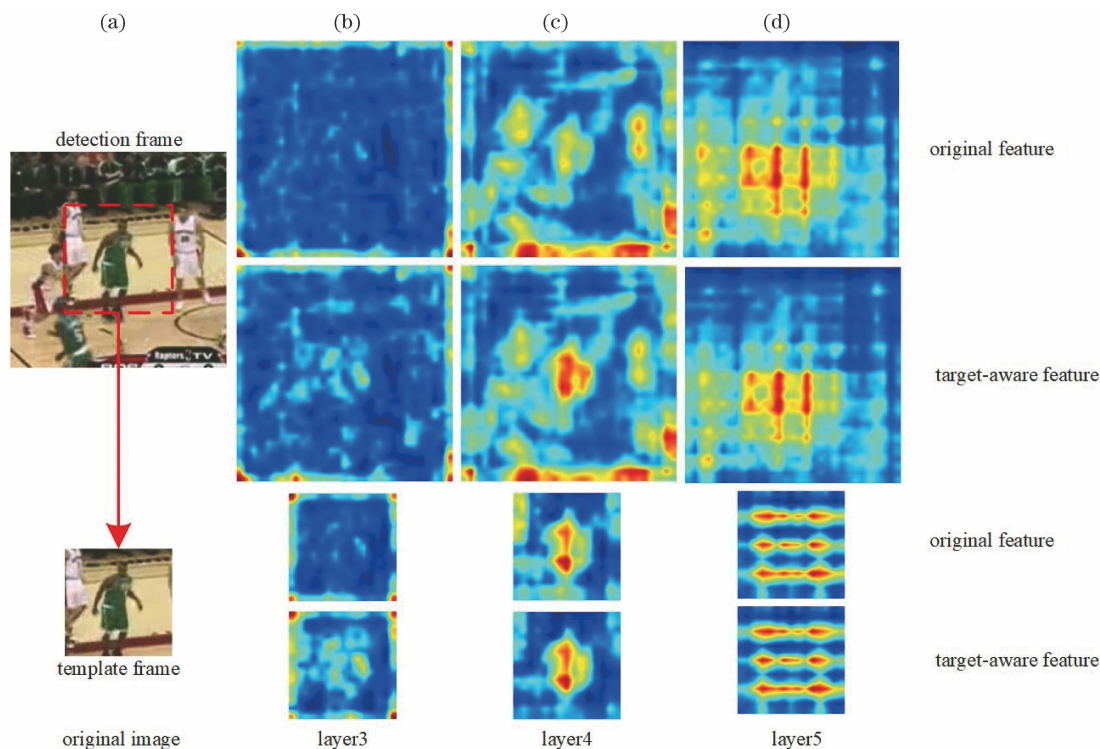 (a) (b) (c) (d)
detection frame
original feature
Raptors TV
target-aware feature
original feature
template frame
target-aware feature
original image layer3 layer4 layer5